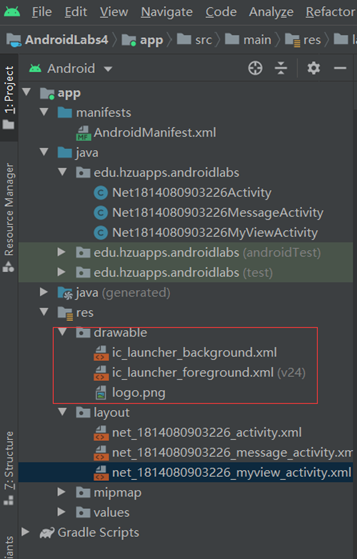 File Edit View Navigate Code Analyze Refactor
AndroidLabs4 app src main res
Android
1: Project
Resource Manager
Z: Structure
app
manifests
AndroidManifest.xml
java
edu.hzuapps.androidlabs
Net1814080903226Activity
Net1814080903226MessageActivity
Net1814080903226MyViewActivity
edu.hzuapps.androidlabs (androidTest)
edu.hzuapps.androidlabs (test)
java (generated)
res
drawable
ic_launcher_background.xml
ic_launcher_foreground.xml (v24)
logo.png
layout
net_1814080903226_activity.xml
net_1814080903226_message_activity.xm
net_1814080903226_myview_activity.xml
mipmap
values
Gradle Scripts